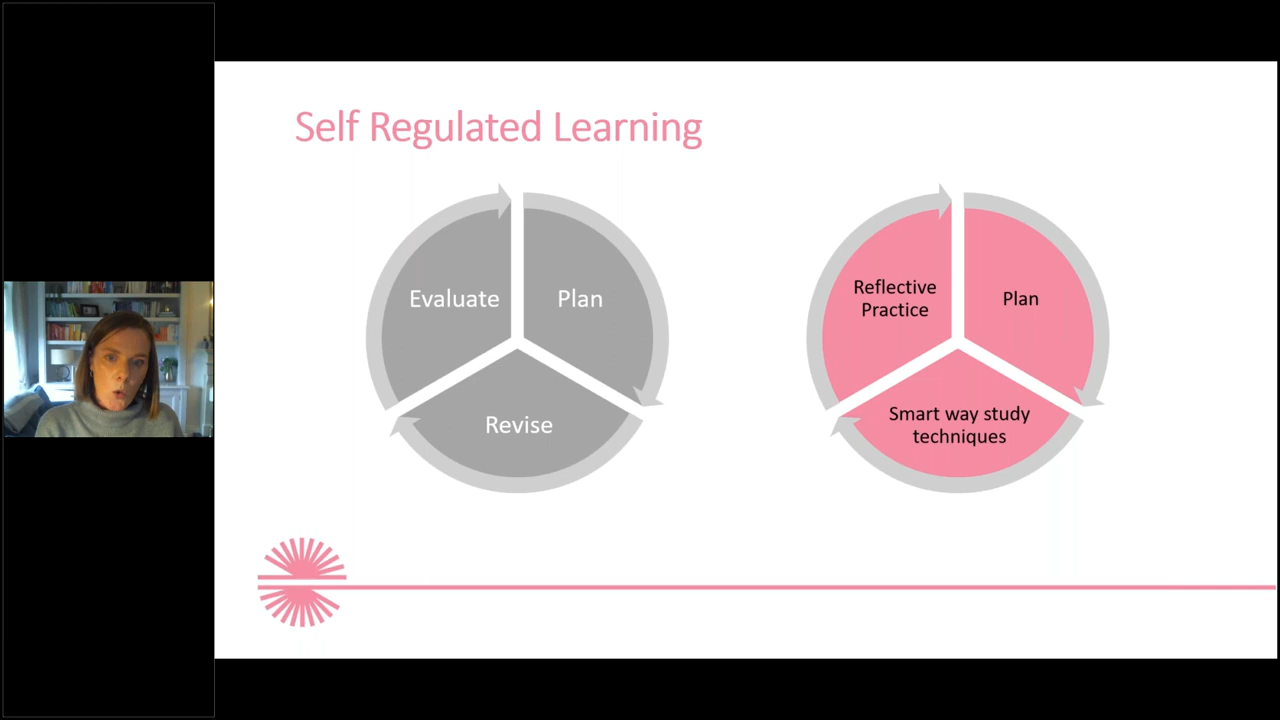 Self Regulated Learning
Evaluate
Plan
Revise
Reflective
Practice
Plan
Smart way study
techniques